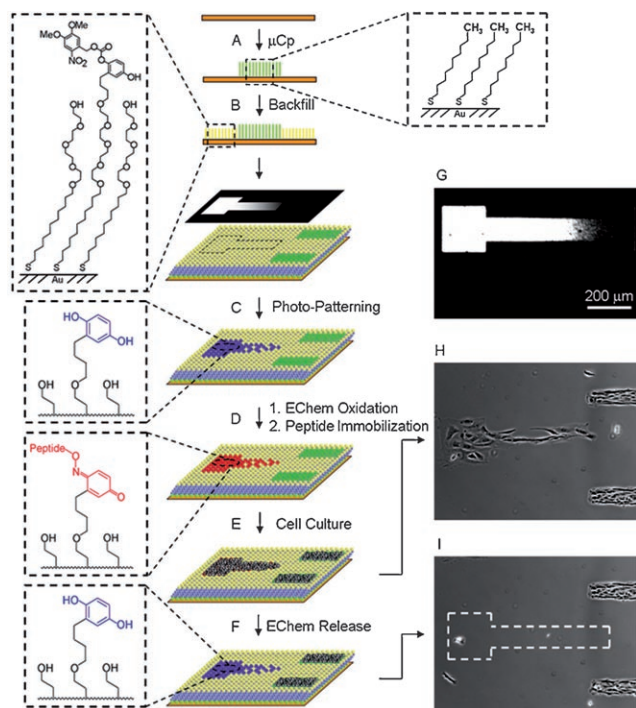 A
μCp
B
Backfill
C
Photo-Patterning
D
1. EChem Oxidation
2. Peptide Immobilization
E
Cell Culture
F
EChem Release
OMe
MeO
NO₂
O
O
O
OH
OH
OH
O
O
O
O
O
O
O
O
O
O
S
S
S
Au
CH₃
CH₃
CH₃
S
S
S
Au
HO
OH
OH
OH
O
Peptide
O
N
O
OH
OH
O
HO
OH
OH
OH
O
G
200 μm
H
I